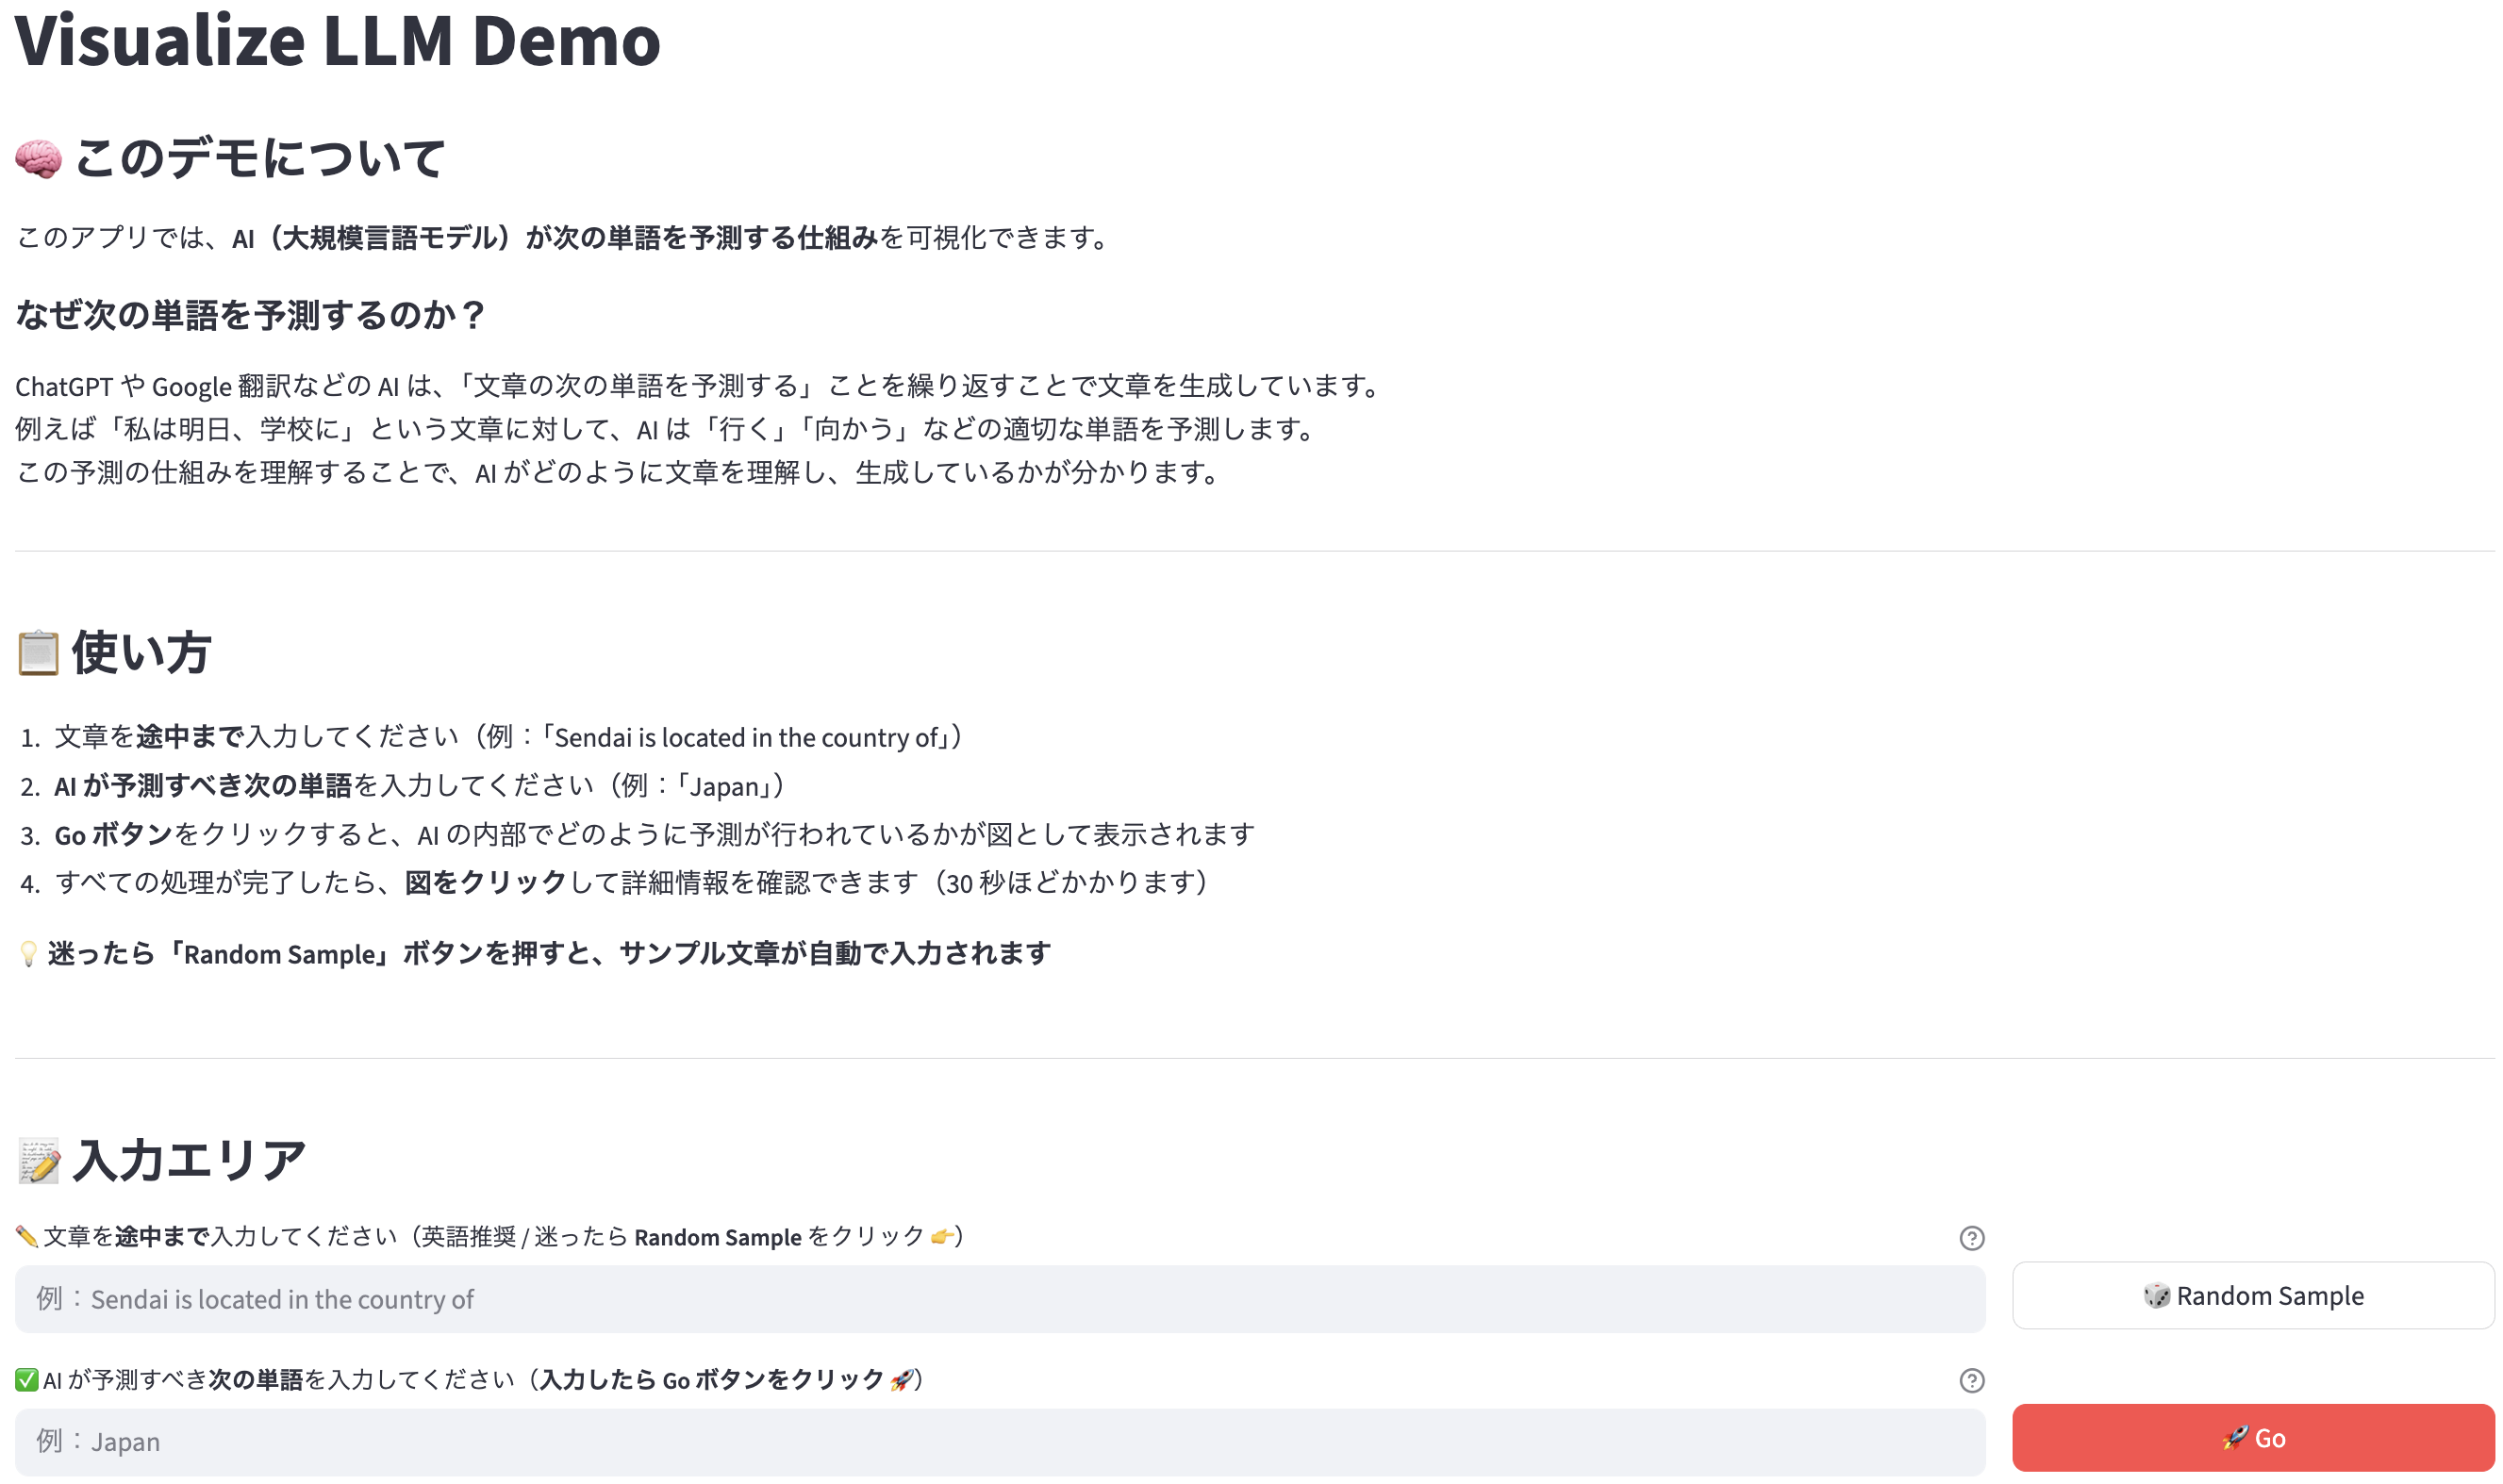 Visualize LLM Demo
🧠 このデモについて
このアプリでは、AI（大規模言語モデル）が次の単語を予測する仕組みを可視化できます。
なぜ次の単語を予測するのか？
ChatGPT や Google 翻訳などの AI は、「文章の次の単語を予測する」ことを繰り返すことで文章を生成しています。
例えば「私は明日、学校に」という文章に対して、AI は「行く」「向かう」などの適切な単語を予測します。
この予測の仕組みを理解することで、AI がどのように文章を理解し、生成しているかが分かります。
📋 使い方
1. 文章を途中まで入力してください（例：「Sendai is located in the country of」）
2. AI が予測すべき次の単語を入力してください（例：「Japan」）
3. Go ボタンをクリックすると、AI の内部でどのように予測が行われているかが図として表示されます
4. すべての処理が完了したら、図をクリックして詳細情報を確認できます（30 秒ほどかかります）
💡 迷ったら「Random Sample」ボタンを押すと、サンプル文章が自動で入力されます
📝 入力エリア
✏️ 文章を途中まで入力してください（英語推奨 / 迷ったら Random Sample をクリック 👉）
例：Sendai is located in the country of
🎲 Random Sample
✅ AI が予測すべき次の単語を入力してください（入力したら Go ボタンをクリック 🚀）
例：Japan
🚀 Go